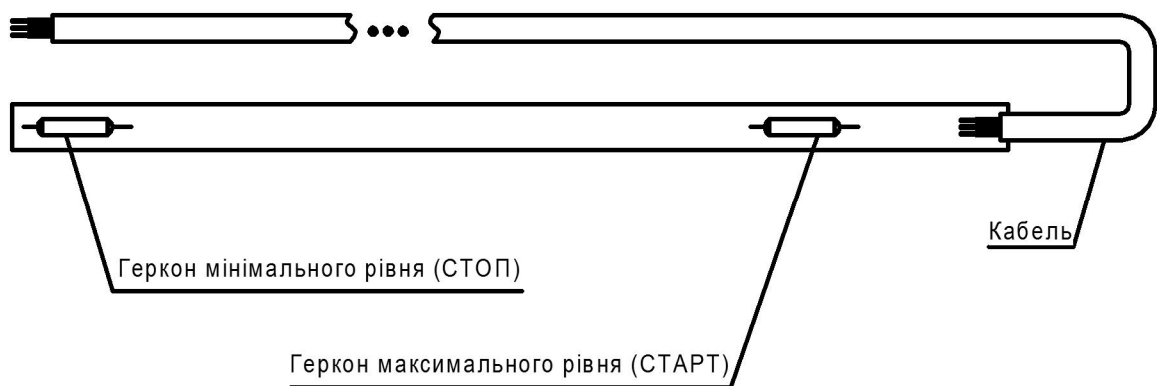 Кабель
Геркон мінімального рівня (СТОП)
Геркон максимального рівня (СТАРТ)